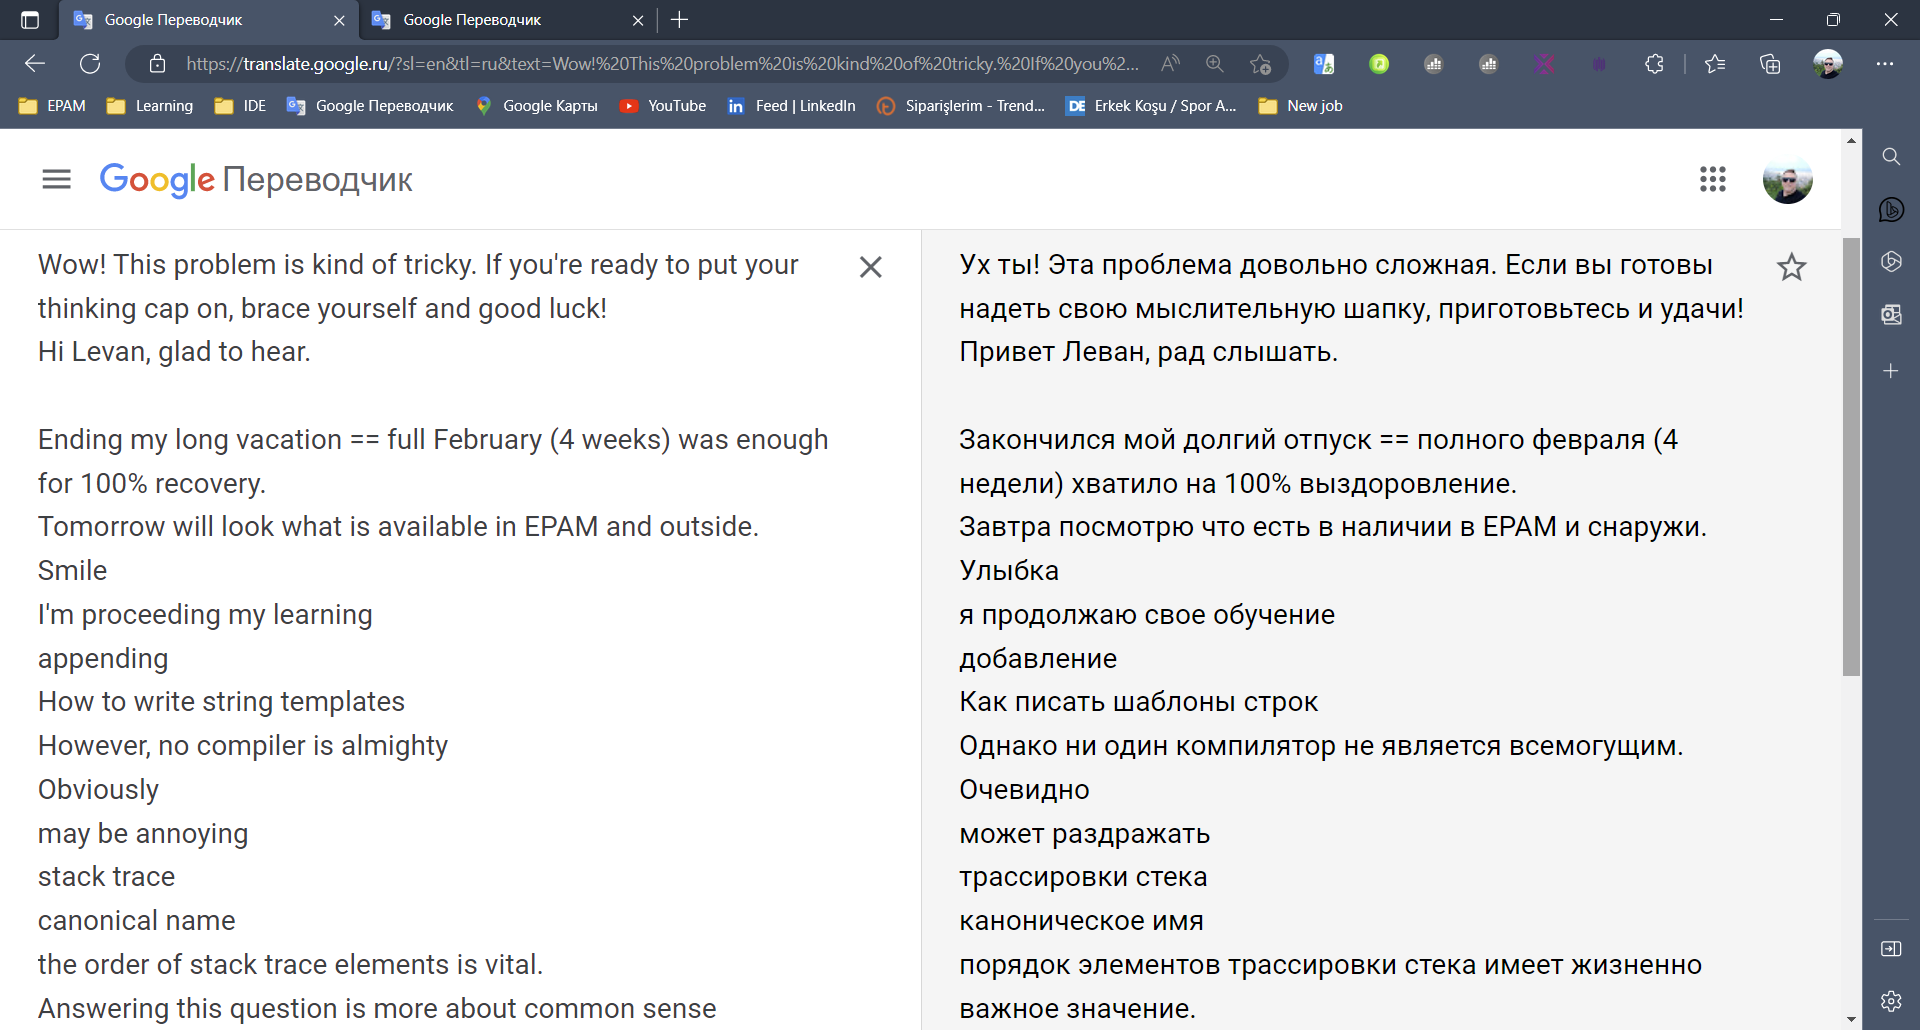 Google Переводчик
Google Переводчик
https://translate.google.ru/?sl=en&tl=ru&text=Wow!%20This%20problem%20is%20kind%20of%20tricky.%20If%20you%2...
EPAM
Learning
IDE
Google Переводчик
Google Карты
YouTube
Feed | LinkedIn
Siparişlerim - Trend...
Erkek Koşu / Spor A...
New job
Google Переводчик
Wow! This problem is kind of tricky. If you're ready to put your
thinking cap on, brace yourself and good luck!
Hi Levan, glad to hear.
Ending my long vacation == full February (4 weeks) was enough
for 100% recovery.
Tomorrow will look what is available in EPAM and outside.
Smile
I'm proceeding my learning
appending
How to write string templates
However, no compiler is almighty
Obviously
may be annoying
stack trace
canonical name
the order of stack trace elements is vital.
Answering this question is more about common sense
Ух ты! Эта проблема довольно сложная. Если вы готовы
надеть свою мыслительную шапку, приготовьтесь и удачи!
Привет Леван, рад слышать.
Закончился мой долгий отпуск == полного февраля (4
недели) хватило на 100% выздоровление.
Завтра посмотрю что есть в наличии в EPAM и снаружи.
Улыбка
я продолжаю свое обучение
добавление
Как писать шаблоны строк
Однако ни один компилятор не является всемогущим.
Очевидно
может раздражать
трассировки стека
каноническое имя
порядок элементов трассировки стека имеет жизненно
важное значение.